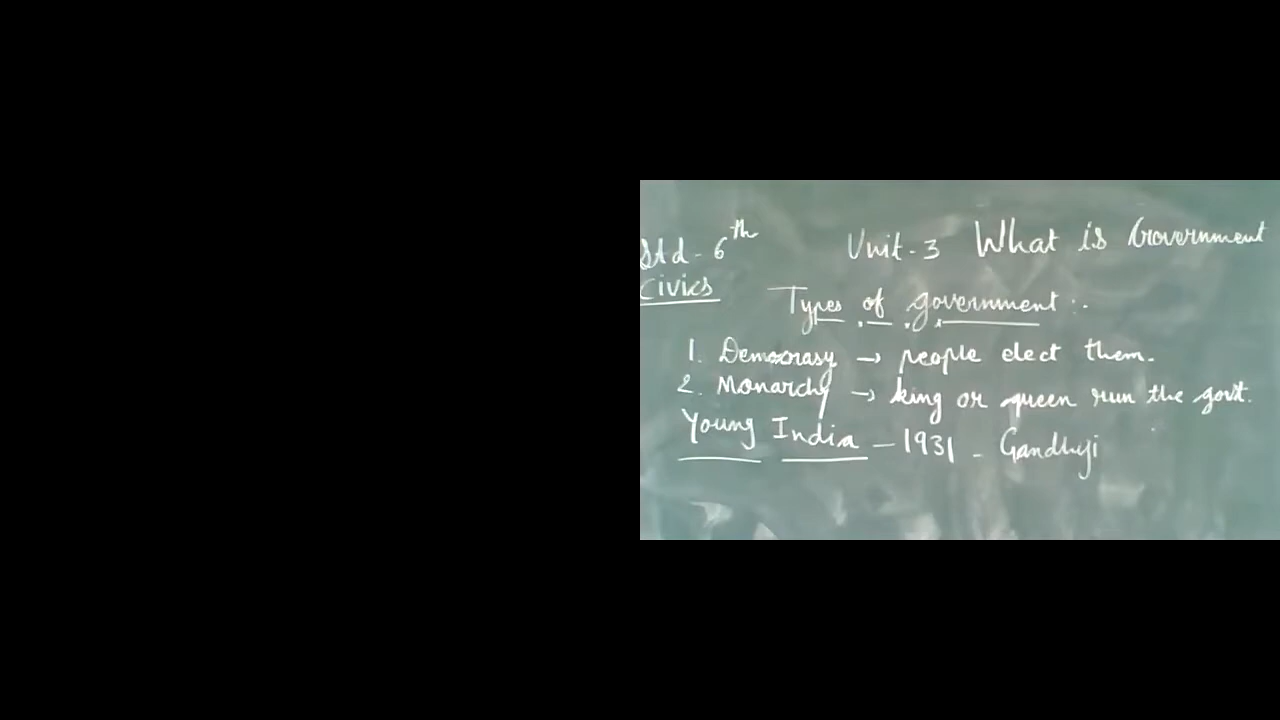 Std - 6th Unit-3 What is Government
Civics
Types of government :-
1. Democrasy → people elect them.
2. Monarchy → king or queen run the govt.
Young India - 1931 - Gandhiji